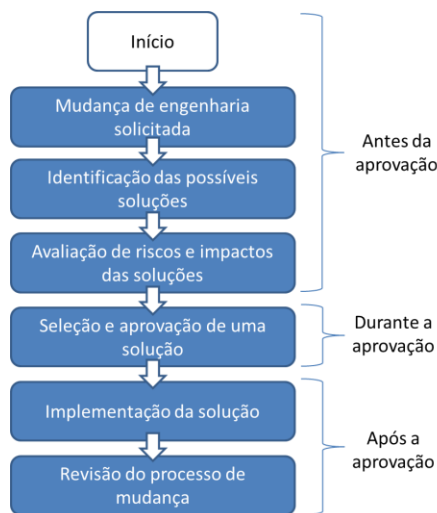 Início
Mudança de engenharia
solicitada
Identificação das possíveis
soluções
Avaliação de riscos e impactos
das soluções
Antes da
aprovação
Seleção e aprovação de uma
solução
Durante a
aprovação
Implementação da solução
Revisão do processo de
mudança
Após a
aprovação